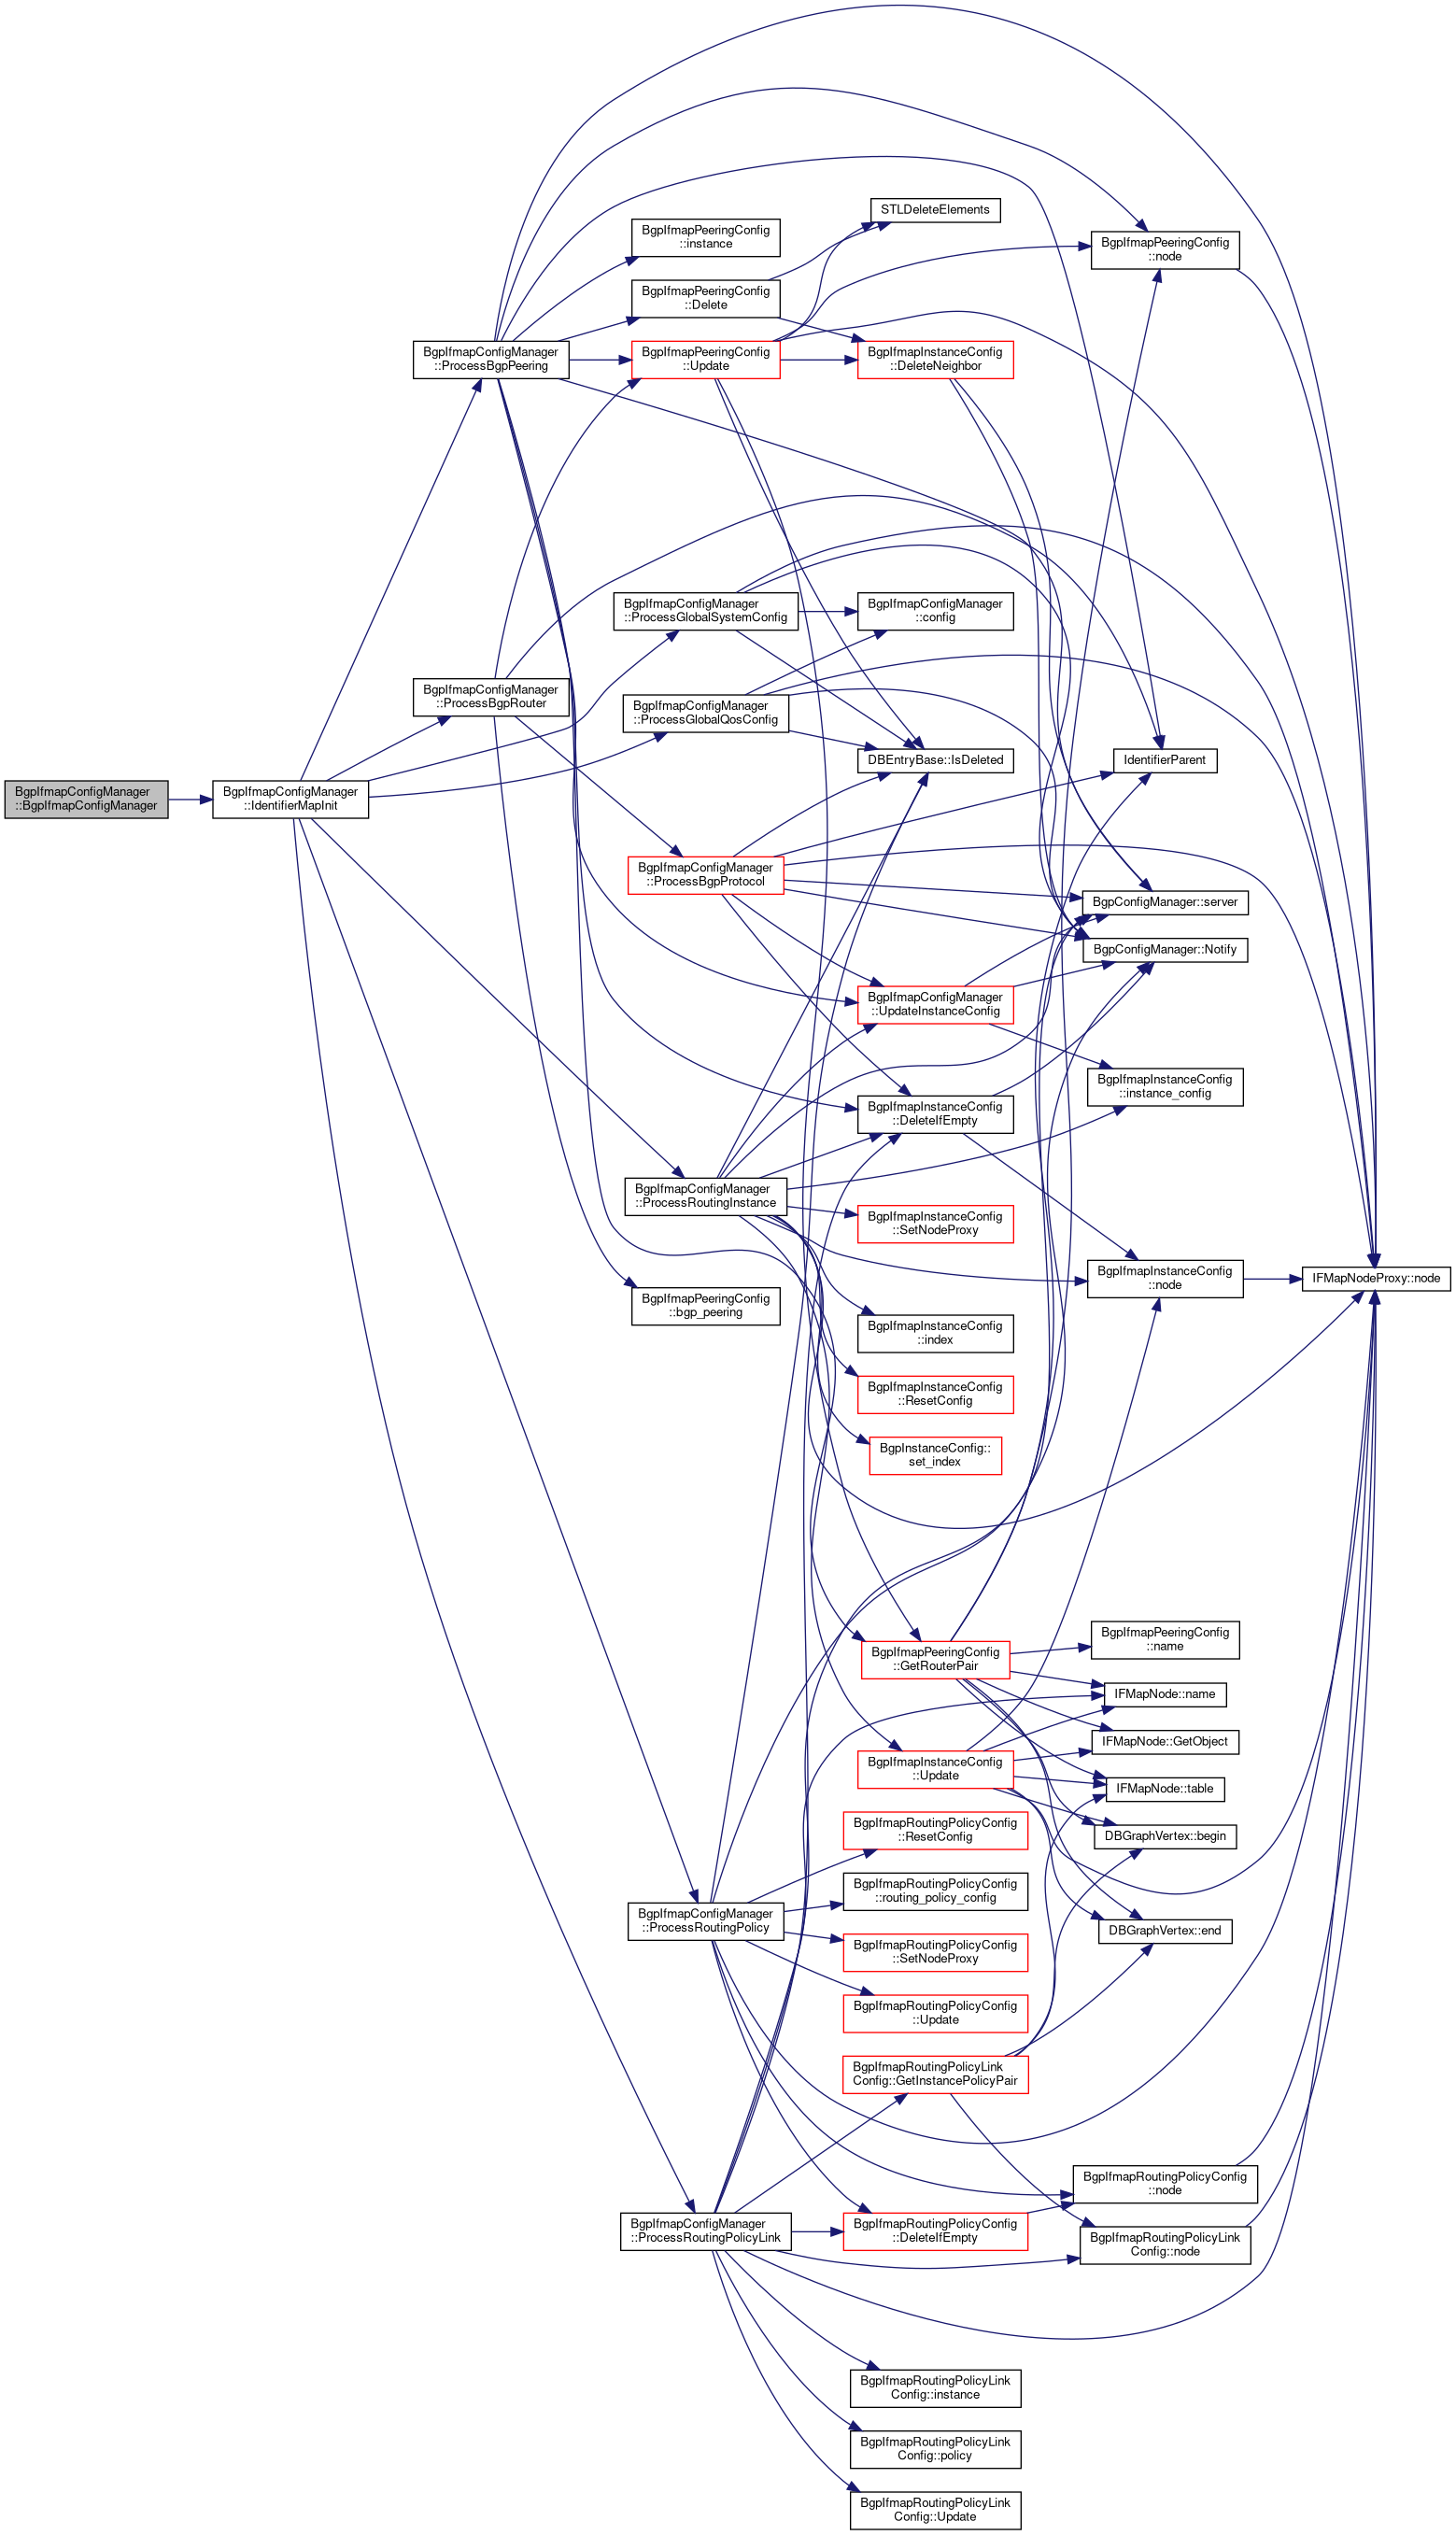 BgpIfmapConfigManager
::BgpIfmapConfigManager
BgpIfmapConfigManager
::IdentifierMapInit
BgpIfmapConfigManager
::ProcessBgpPeering
BgpIfmapConfigManager
::ProcessBgpRouter
BgpIfmapPeeringConfig
::instance
BgpIfmapPeeringConfig
::Delete
BgpIfmapPeeringConfig
::Update
BgpIfmapConfigManager
::ProcessGlobalSystemConfig
BgpIfmapConfigManager
::ProcessGlobalQosConfig
BgpIfmapConfigManager
::ProcessBgpProtocol
BgpIfmapConfigManager
::ProcessRoutingInstance
BgpIfmapPeeringConfig
::bgp_peering
BgpIfmapConfigManager
::ProcessRoutingPolicy
BgpIfmapConfigManager
::ProcessRoutingPolicyLink
STLDeleteElements
BgpIfmapInstanceConfig
::DeleteNeighbor
BgpIfmapConfigManager
::config
DBEntryBase::IsDeleted
BgpIfmapConfigManager
::UpdateInstanceConfig
BgpIfmapInstanceConfig
::DeleteIfEmpty
BgpIfmapInstanceConfig
::SetNodeProxy
BgpIfmapInstanceConfig
::index
BgpIfmapInstanceConfig
::ResetConfig
BgpInstanceConfig::
set_index
BgpIfmapPeeringConfig
::GetRouterPair
BgpIfmapInstanceConfig
::Update
BgpIfmapRoutingPolicyConfig
::ResetConfig
BgpIfmapRoutingPolicyConfig
::routing_policy_config
BgpIfmapRoutingPolicyConfig
::SetNodeProxy
BgpIfmapRoutingPolicyConfig
::Update
BgpIfmapRoutingPolicyLink
Config::GetInstancePolicyPair
BgpIfmapRoutingPolicyConfig
::DeleteIfEmpty
BgpIfmapRoutingPolicyLink
Config::instance
BgpIfmapRoutingPolicyLink
Config::policy
BgpIfmapRoutingPolicyLink
Config::Update
BgpIfmapPeeringConfig
::node
IdentifierParent
BgpConfigManager::server
BgpConfigManager::Notify
BgpIfmapInstanceConfig
::instance_config
BgpIfmapInstanceConfig
::node
BgpIfmapPeeringConfig
::name
IFMapNode::name
IFMapNode::GetObject
IFMapNode::table
DBGraphVertex::begin
DBGraphVertex::end
BgpIfmapRoutingPolicyConfig
::node
BgpIfmapRoutingPolicyLink
Config::node
IFMapNodeProxy::node